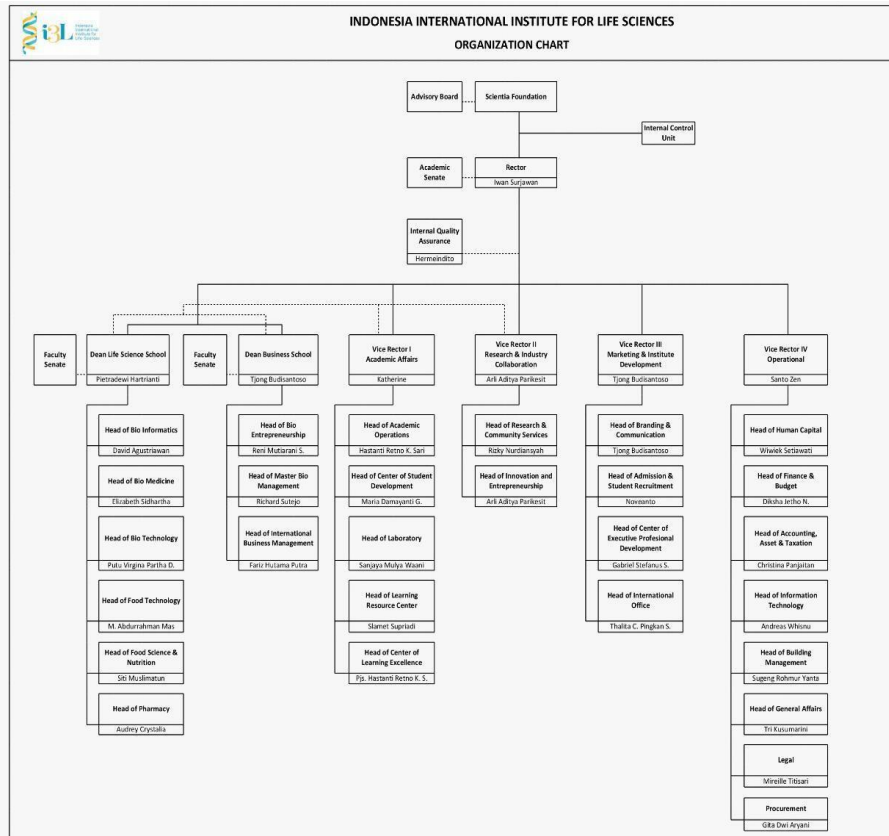 i3L
Indonesia
International
Institute for
Life Sciences
INDONESIA INTERNATIONAL INSTITUTE FOR LIFE SCIENCES
ORGANIZATION CHART
Advisory Board
Scientia Foundation
Internal Control
Unit
Academic
Senate
Rector
Iwan Surjawan
Internal Quality
Assurance
Hermeindito
Faculty
Senate
Dean Life Science School
Pietradewi Hartrianti
Faculty
Senate
Dean Business School
Tjong Budisantoso
Vice Rector I
Academic Affairs
Katherine
Vice Rector II
Research & Industry
Collaboration
Arli Aditya Parikesit
Vice Rector III
Marketing & Institute
Development
Tjong Budisantoso
Vice Rector IV
Operational
Santo Zen
Head of Bio Informatics
David Agustriawan
Head of Bio Medicine
Elizabeth Sidhartha
Head of Bio Technology
Putu Virgina Partha D.
Head of Food Technology
M. Abdurrahman Mas
Head of Food Science &
Nutrition
Siti Muslimatun
Head of Pharmacy
Audrey Crystalia
Head of Bio
Entrepreneurship
Reni Mutiarani S.
Head of Master Bio
Management
Richard Sutejo
Head of International
Business Management
Fariz Hutama Putra
Head of Academic
Operations
Hastanti Retno K. Sari
Head of Center of Student
Development
Maria Damayanti G.
Head of Laboratory
Sanjaya Mulya Waani
Head of Learning
Resource Center
Slamet Supriadi
Head of Center of
Learning Excellence
Pjs. Hastanti Retno K. S.
Head of Research &
Community Services
Rizky Nurdiansyah
Head of Innovation and
Entrepreneurship
Arli Aditya Parikesit
Head of Branding &
Communication
Tjong Budisantoso
Head of Admission &
Student Recruitment
Noveanto
Head of Center of
Executive Profesional
Development
Gabriel Stefanus S.
Head of International
Office
Thalita C. Pingkan S.
Head of Human Capital
Wiwiek Setiawati
Head of Finance &
Budget
Diksha Jetho N.
Head of Accounting,
Asset & Taxation
Christina Panjaitan
Head of Information
Technology
Andreas Whisnu
Head of Building
Management
Sugeng Rohmur Yanta
Head of General Affairs
Tri Kusumarini
Legal
Mireille Titisari
Procurement
Gita Dwi Aryani